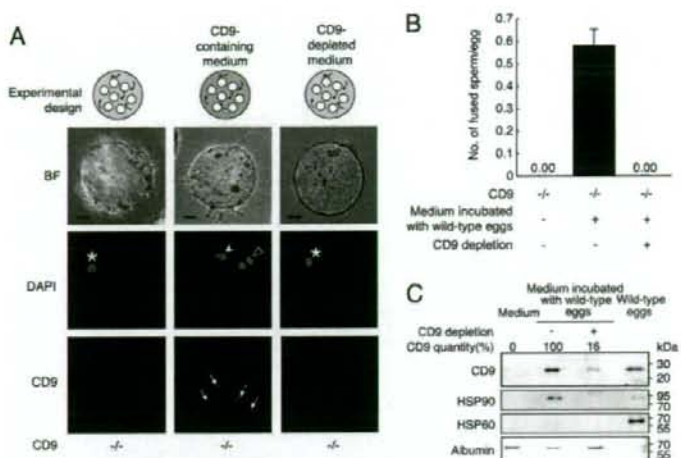 A
CD9-
containing
medium
CD9-
depleted
medium
Experimental
design
BF
DAPI
CD9
CD9 -/- -/- -/-
B
No. of fused sperm/egg
0.7
0.6
0.5
0.4
0.3
0.2
0.1
0
0.00 0.00
CD9 -/- -/- -/-
Medium incubated
with wild-type eggs - + +
CD9 depletion +
C
Medium incubated
with wild-type
eggs
Medium
Wild-type
eggs
CD9 depletion - +
CD9 quantity(%) 0 100 16 kDa
CD9 30
20
HSP90 95
70
HSP60 70
55
Albumin 70
55